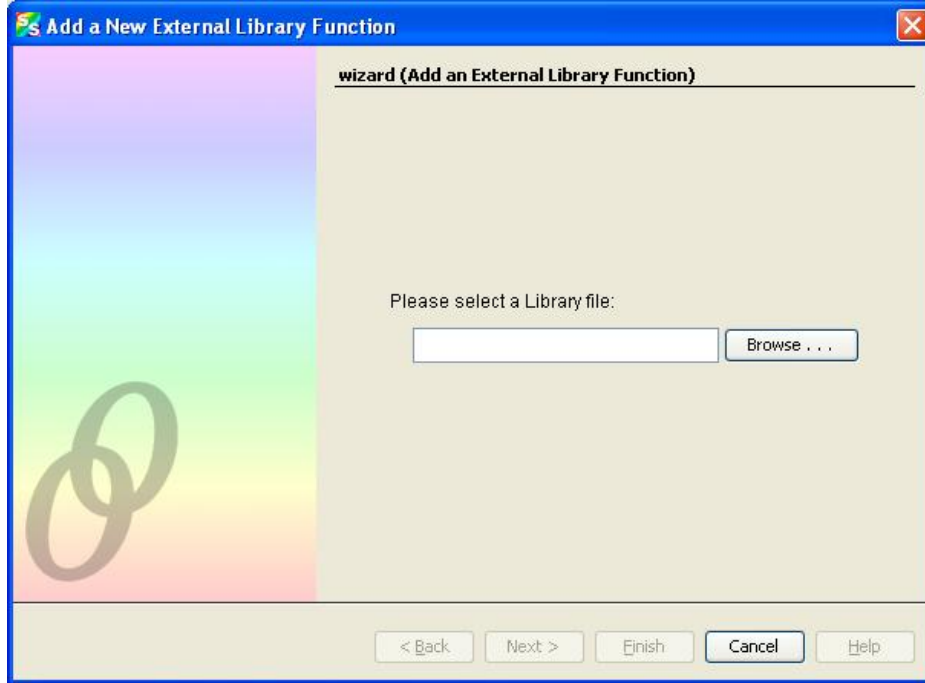 Add a New External Library Function
wizard (Add an External Library Function)
Please select a Library file:
Browse . . .
< Back Next > Finish Cancel Help